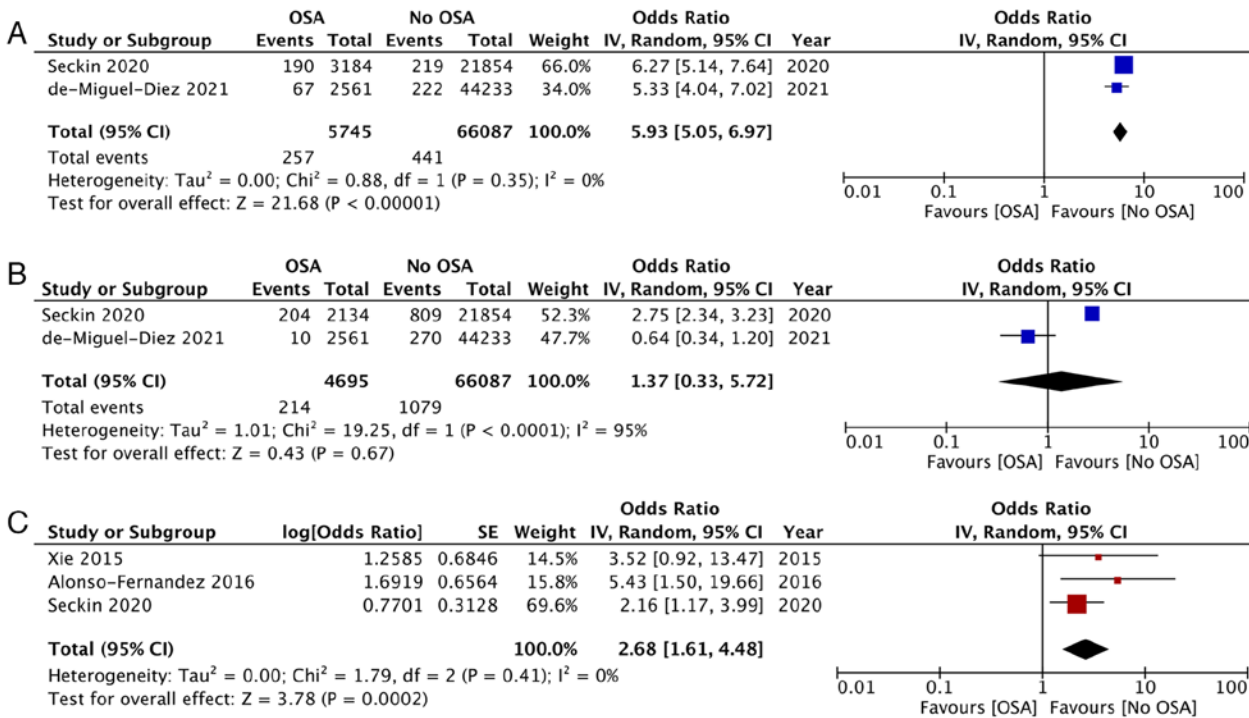 A
OSA No OSA Odds Ratio Odds Ratio
Study or Subgroup Events Total Events Total Weight IV, Random, 95% CI Year IV, Random, 95% CI
Seckin 2020 190 3184 219 21854 66.0% 6.27 [5.14, 7.64] 2020
de-Miguel-Diez 2021 67 2561 222 44233 34.0% 5.33 [4.04, 7.02] 2021
Total (95% CI) 5745 66087 100.0% 5.93 [5.05, 6.97]
Total events 257 441
Heterogeneity: Tau² = 0.00; Chi² = 0.88, df = 1 (P = 0.35); I² = 0%
Test for overall effect: Z = 21.68 (P < 0.00001)
0.01 0.1 1 10 100
Favours [OSA] Favours [No OSA]
B
OSA No OSA Odds Ratio Odds Ratio
Study or Subgroup Events Total Events Total Weight IV, Random, 95% CI Year IV, Random, 95% CI
Seckin 2020 204 2134 809 21854 52.3% 2.75 [2.34, 3.23] 2020
de-Miguel-Diez 2021 10 2561 270 44233 47.7% 0.64 [0.34, 1.20] 2021
Total (95% CI) 4695 66087 100.0% 1.37 [0.33, 5.72]
Total events 214 1079
Heterogeneity: Tau² = 1.01; Chi² = 19.25, df = 1 (P < 0.0001); I² = 95%
Test for overall effect: Z = 0.43 (P = 0.67)
0.01 0.1 1 10 100
Favours [OSA] Favours [No OSA]
C
Odds Ratio Odds Ratio
Study or Subgroup log[Odds Ratio] SE Weight IV, Random, 95% CI Year IV, Random, 95% CI
Xie 2015 1.2585 0.6846 14.5% 3.52 [0.92, 13.47] 2015
Alonso-Fernandez 2016 1.6919 0.6564 15.8% 5.43 [1.50, 19.66] 2016
Seckin 2020 0.7701 0.3128 69.6% 2.16 [1.17, 3.99] 2020
Total (95% CI) 100.0% 2.68 [1.61, 4.48]
Heterogeneity: Tau² = 0.00; Chi² = 1.79, df = 2 (P = 0.41); I² = 0%
Test for overall effect: Z = 3.78 (P = 0.0002)
0.01 0.1 1 10 100
Favours [OSA] Favours [No OSA]